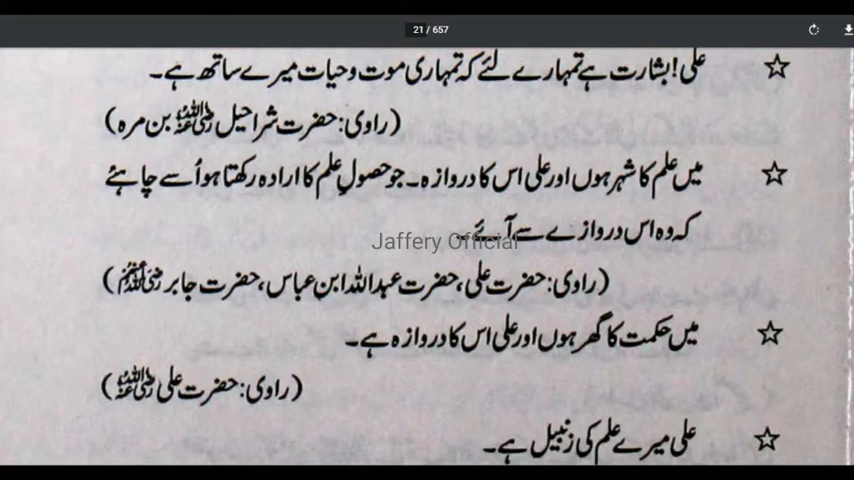 21 / 657
علی! بشارت ہے تمہارے لئے کہ تمہاری موت و حیات میرے ساتھ ہے۔ ☆
(راوی: حضرت شراحیل رضی اللہ عنہ بن مرہ)
میں علم کا شہر ہوں اور علی اس کا دروازہ۔ جو حصولِ علم کا ارادہ رکھتا ہو اُسے چاہئے ☆
کہ وہ اس دروازے سے آئے۔
Jaffery Official
(راوی: حضرت علی، حضرت عبداللہ ابن عباس، حضرت جابر رضی اللہ عنہم)
میں حکمت کا گھر ہوں اور علی اس کا دروازہ ہے۔ ☆
(راوی: حضرت علی رضی اللہ عنہ)
علی میرے علم کی زنبیل ہے۔ ☆